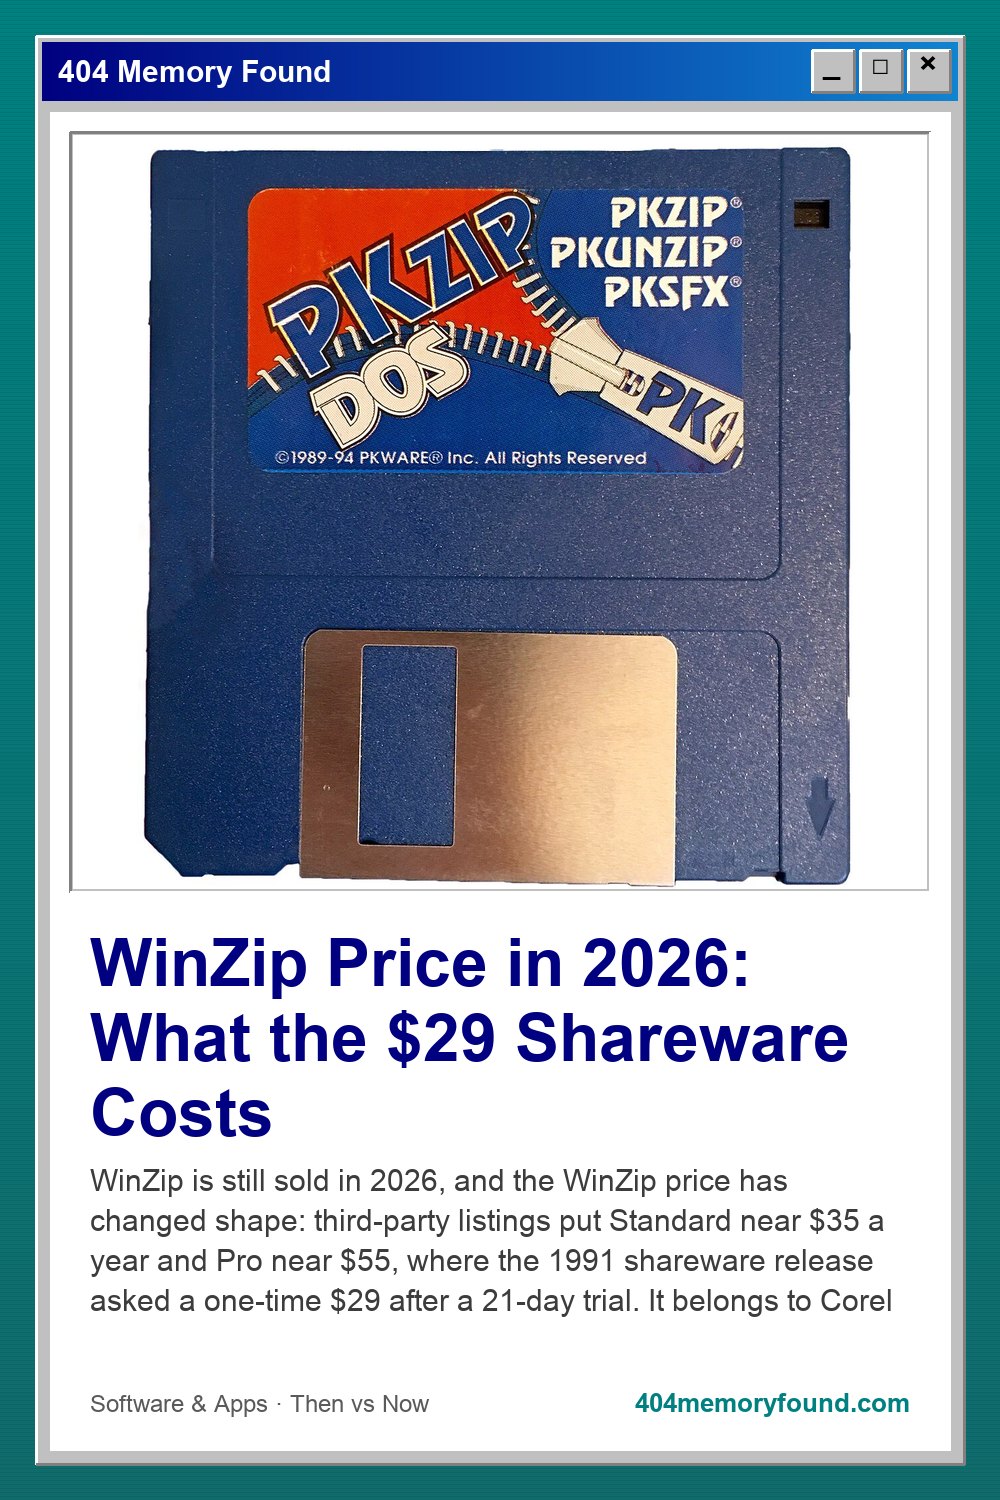 404 Memory Found
PKZIP
DOS
PKZIP®
PKUNZIP®
PKSFX®
PK
©1989-94 PKWARE® Inc. All Rights Reserved
WinZip Price in 2026:
What the $29 Shareware
Costs
WinZip is still sold in 2026, and the WinZip price has
changed shape: third-party listings put Standard near $35 a
year and Pro near $55, where the 1991 shareware release
asked a one-time $29 after a 21-day trial. It belongs to Corel
Software & Apps · Then vs Now
404memoryfound.com